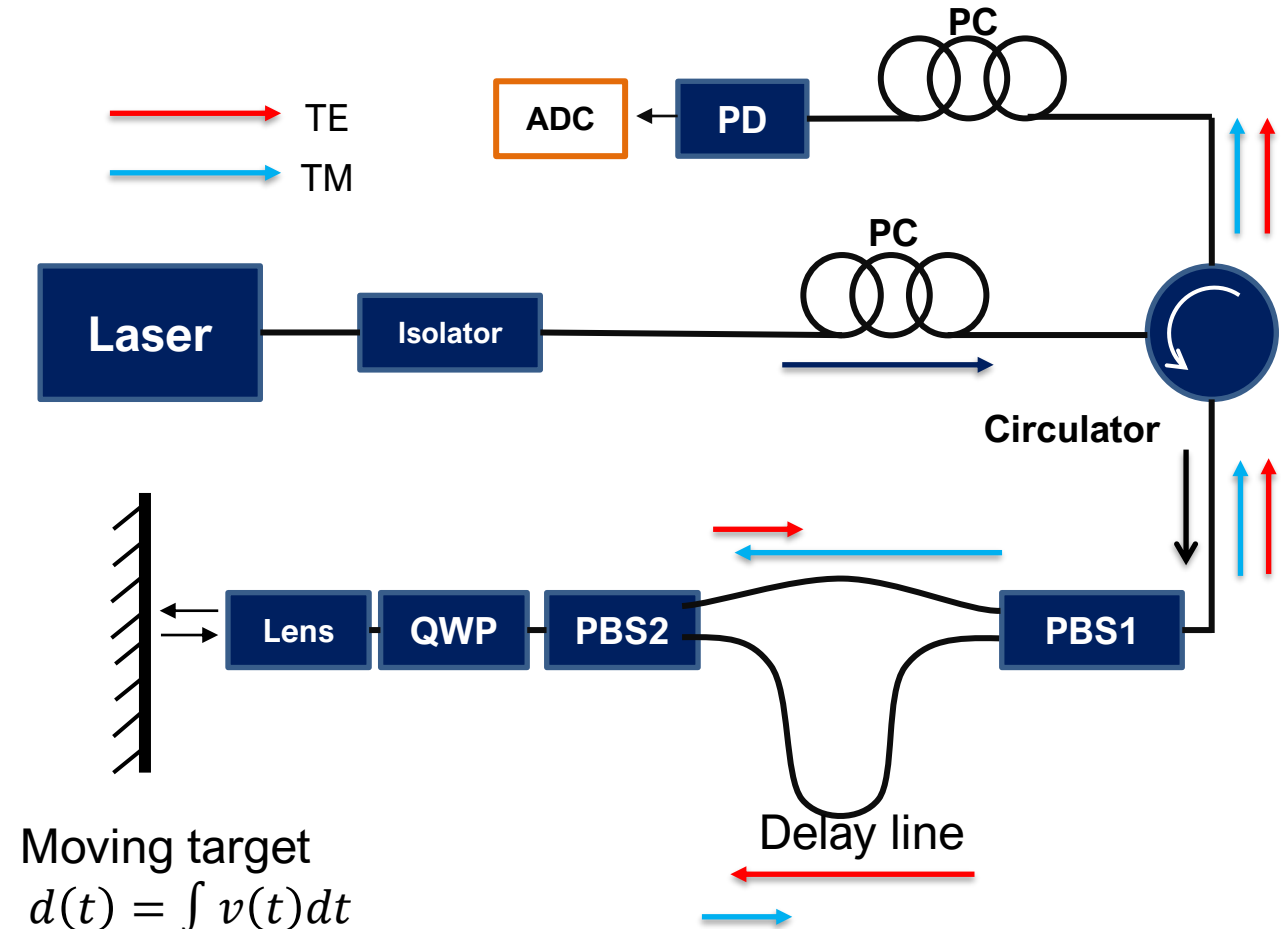 PC
TE
ADC
PD
TM
PC
Laser
Isolator
Circulator
Lens
QWP
PBS2
PBS1
Delay line
Moving target
d(t) = ∫ v(t)dt